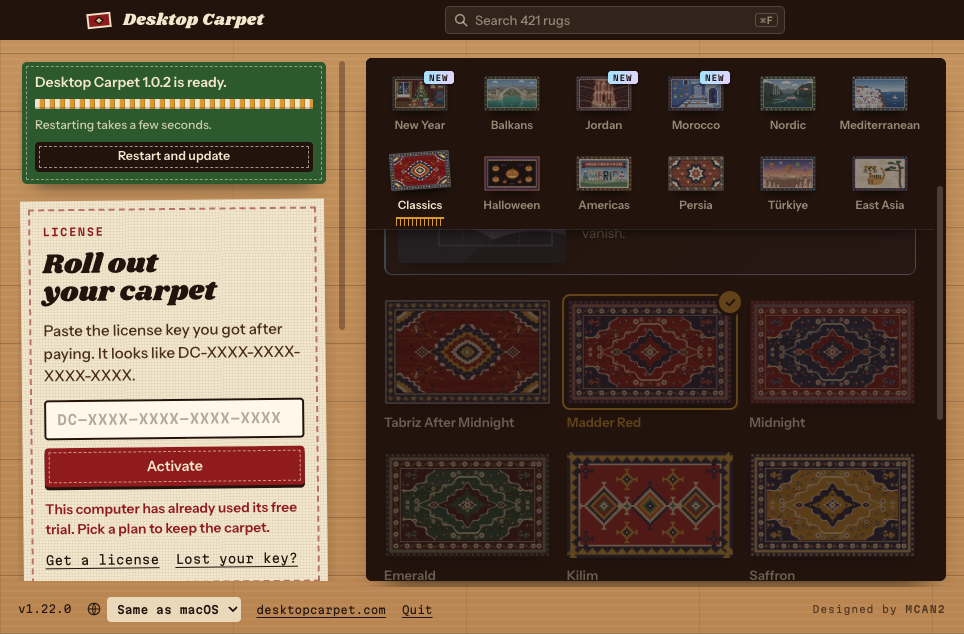 Desktop Carpet
Search 421 rugs
⌘F
Desktop Carpet 1.0.2 is ready.
Restarting takes a few seconds.
Restart and update
LICENSE
Roll out
your carpet
Paste the license key you got after
paying. It looks like DC-XXXX-XXXX-
XXXX-XXXX.
DC-XXXX-XXXX-XXXX-XXXX
Activate
This computer has already used its free
trial. Pick a plan to keep the carpet.
Get a license Lost your key?
NEW NEW NEW
New Year Balkans Jordan Morocco Nordic Mediterranean
Classics Halloween Americas Persia Türkiye East Asia
vanish.
Tabriz After Midnight Madder Red Midnight
Emerald Kilim Saffron
v1.22.0 Same as macOS desktopcarpet.com Quit
Designed by MCAN2